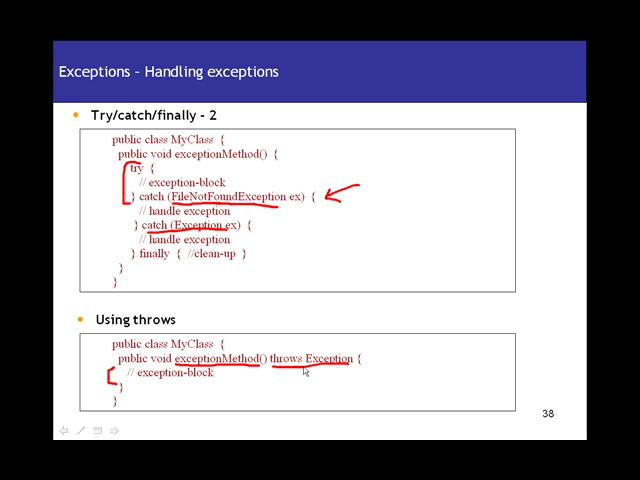 Exceptions – Handling exceptions
• Try/catch/finally – 2
public class MyClass {
public void exceptionMethod() {
try {
// exception-block
} catch (FileNotFoundException ex) {
// handle exception
} catch (Exception ex) {
// handle exception
} finally { //clean-up }
}
}
• Using throws
public class MyClass {
public void exceptionMethod() throws Exception {
// exception-block
}
}
38